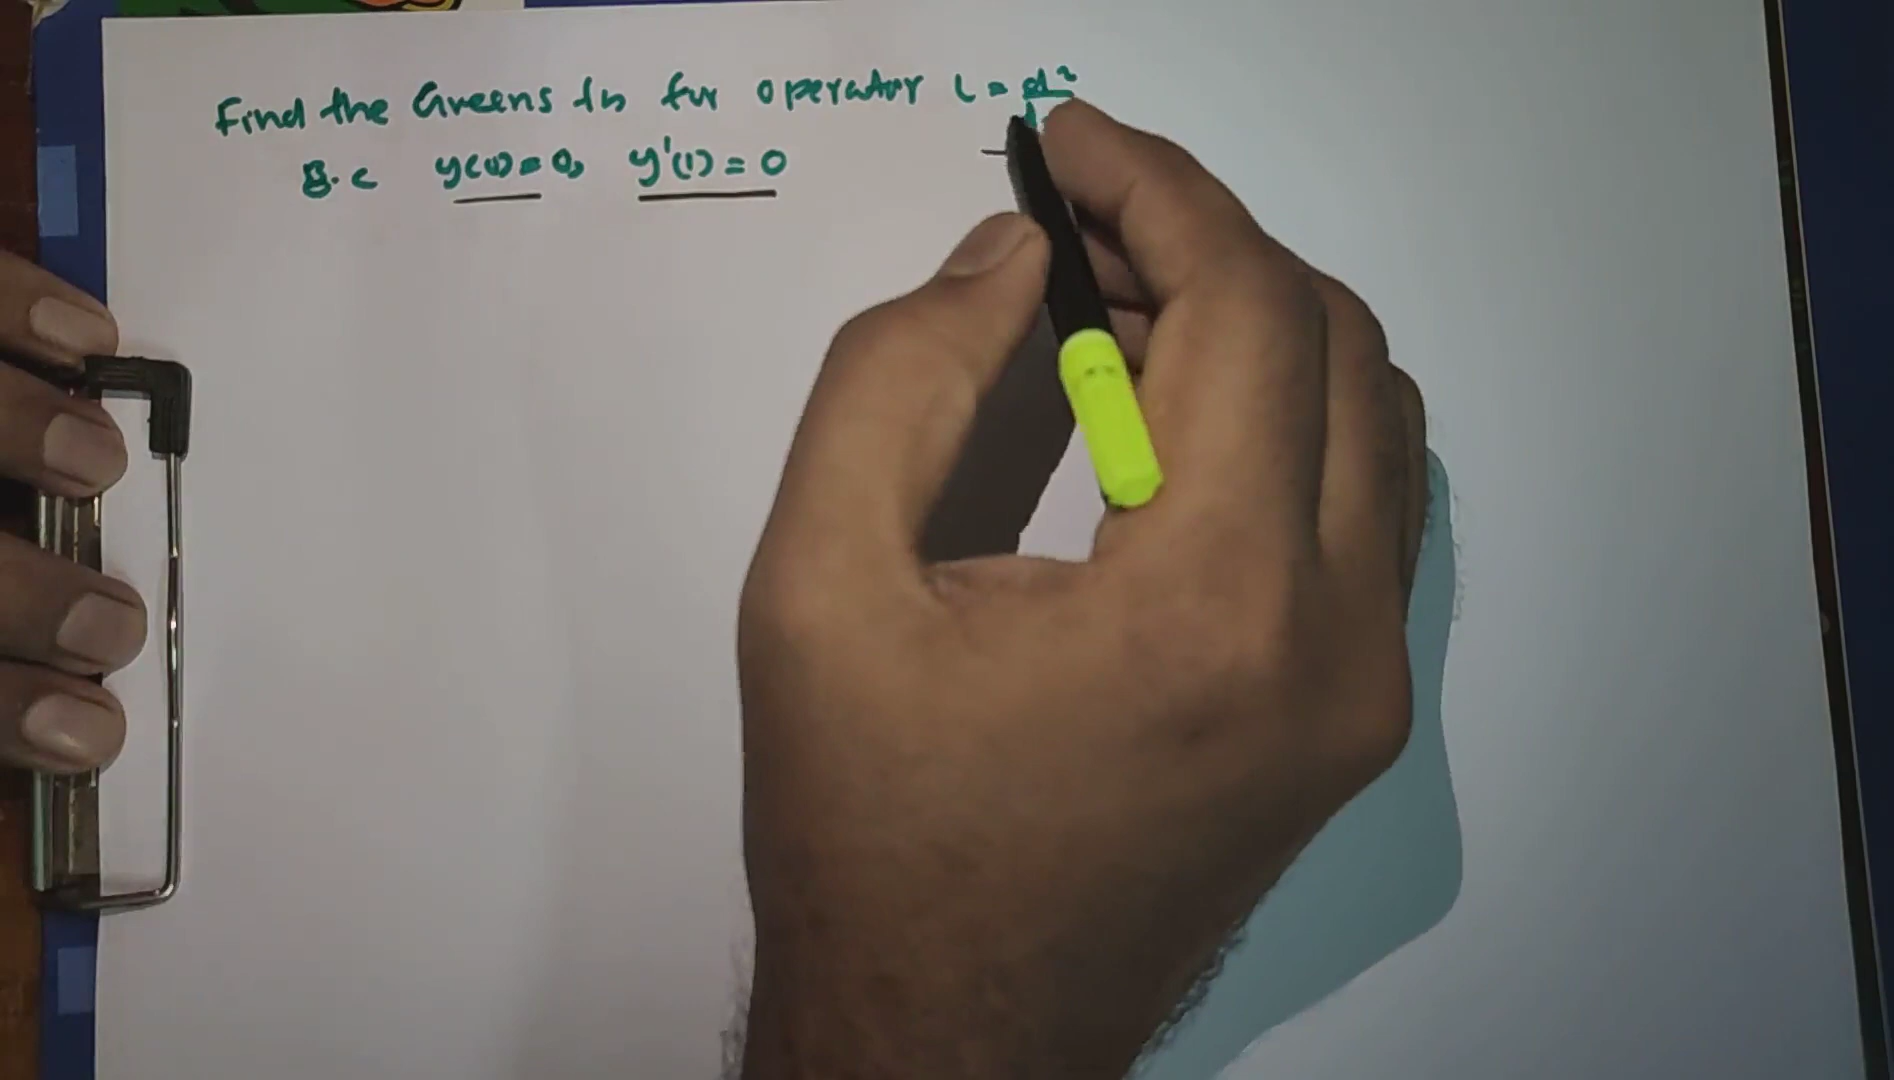 Find the Greens fn for operator L = d²/d
B.c y(0) = 0, y'(1) = 0